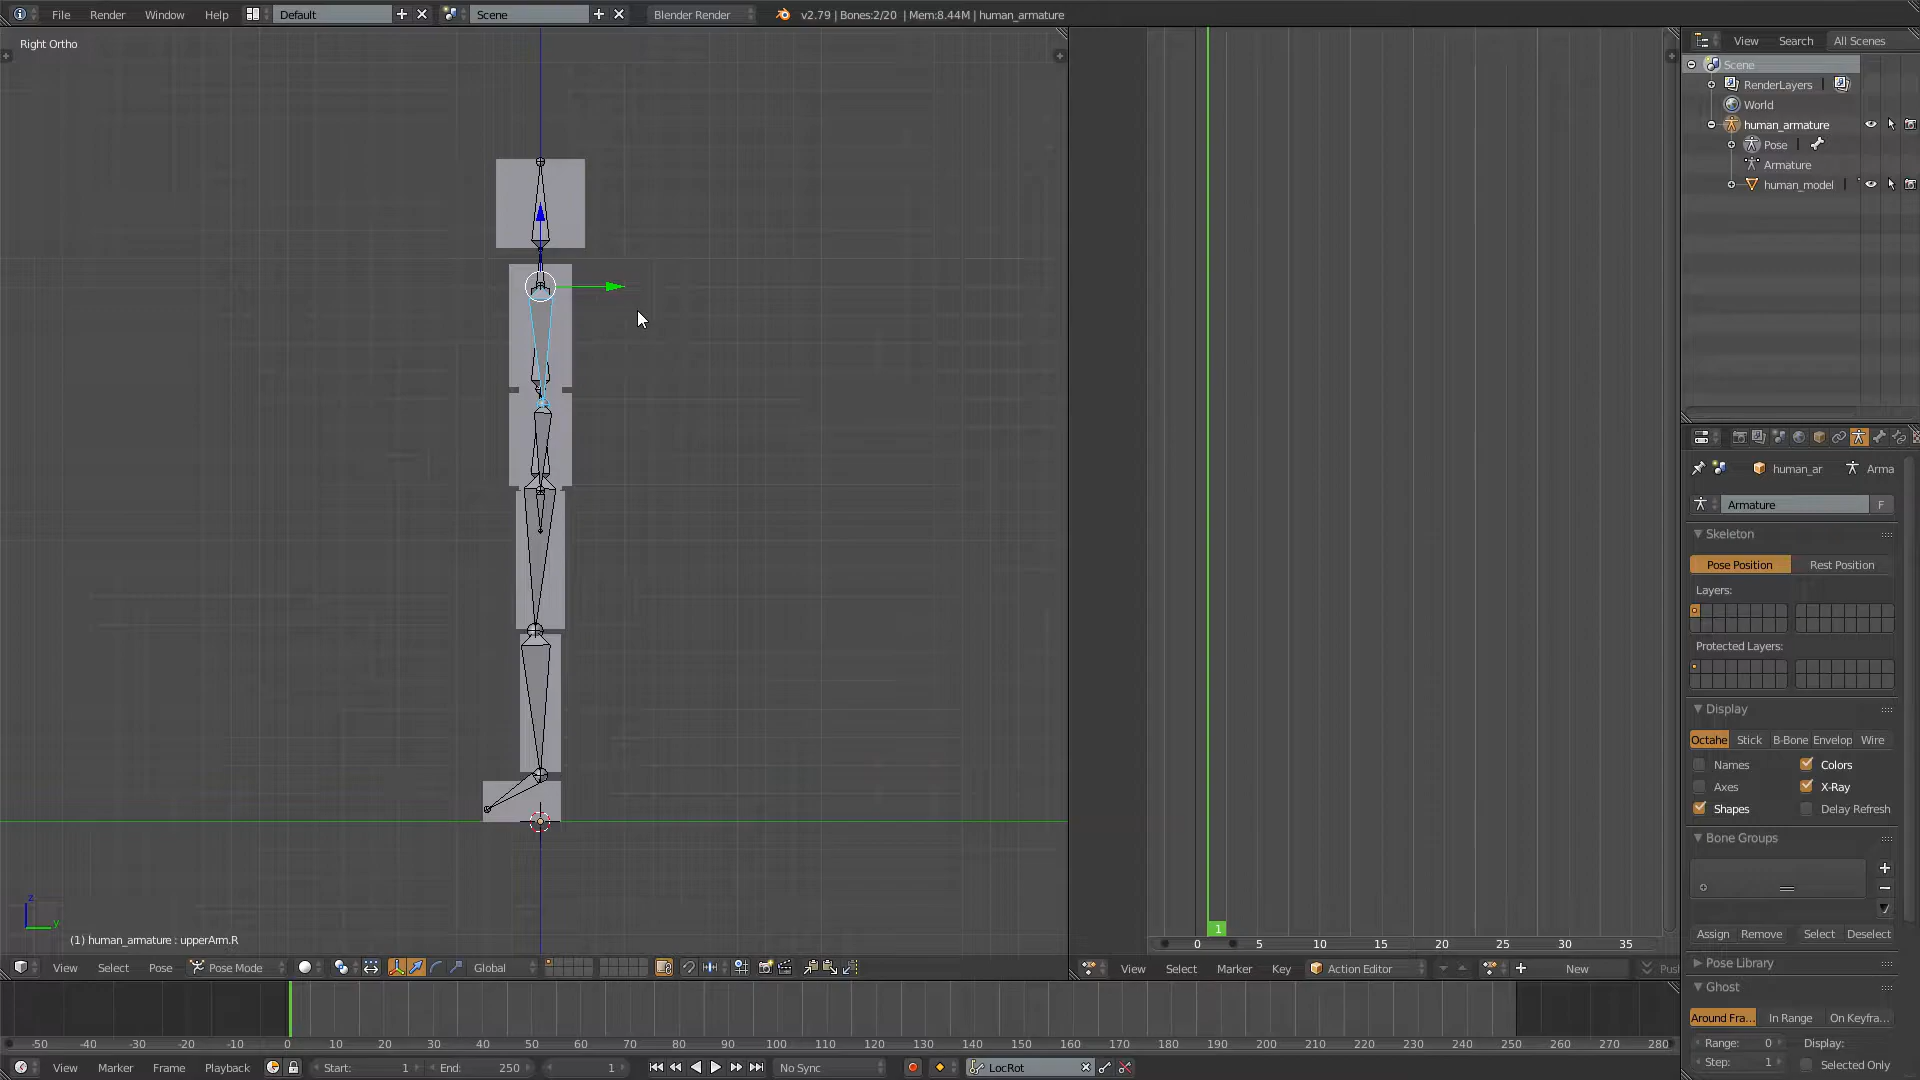 File Render Window Help Default Scene Blender Render v2.79 | Bones:2/20 | Mem:8.44M | human_armature
Right Ortho
z
y
(1) human_armature : upperArm.R
View Select Pose Pose Mode Global
1
0 5 10 15 20 25 30 35
View Select Marker Key Action Editor New
View Search All Scenes
Scene
RenderLayers
World
human_armature
Pose
Armature
human_model
human_ar Arma
Armature F
Skeleton
Pose Position Rest Position
Layers:
Protected Layers:
Display
Octahe Stick B-Bone Envelop Wire
Names Colors
Axes X-Ray
Shapes Delay Refresh
Bone Groups
Assign Remove Select Deselect
Pose Library
Ghost
Around Fra... In Range On Keyfra...
Range: 0 Display:
Step: 1 Selected Only
-50 -40 -30 -20 -10 0 10 20 30 40 50 60 70 80 90 100 110 120 130 140 150 160 170 180 190 200 210 220 230 240 250 260 270 280
View Marker Frame Playback Start: 1 End: 250 1 No Sync LocRot